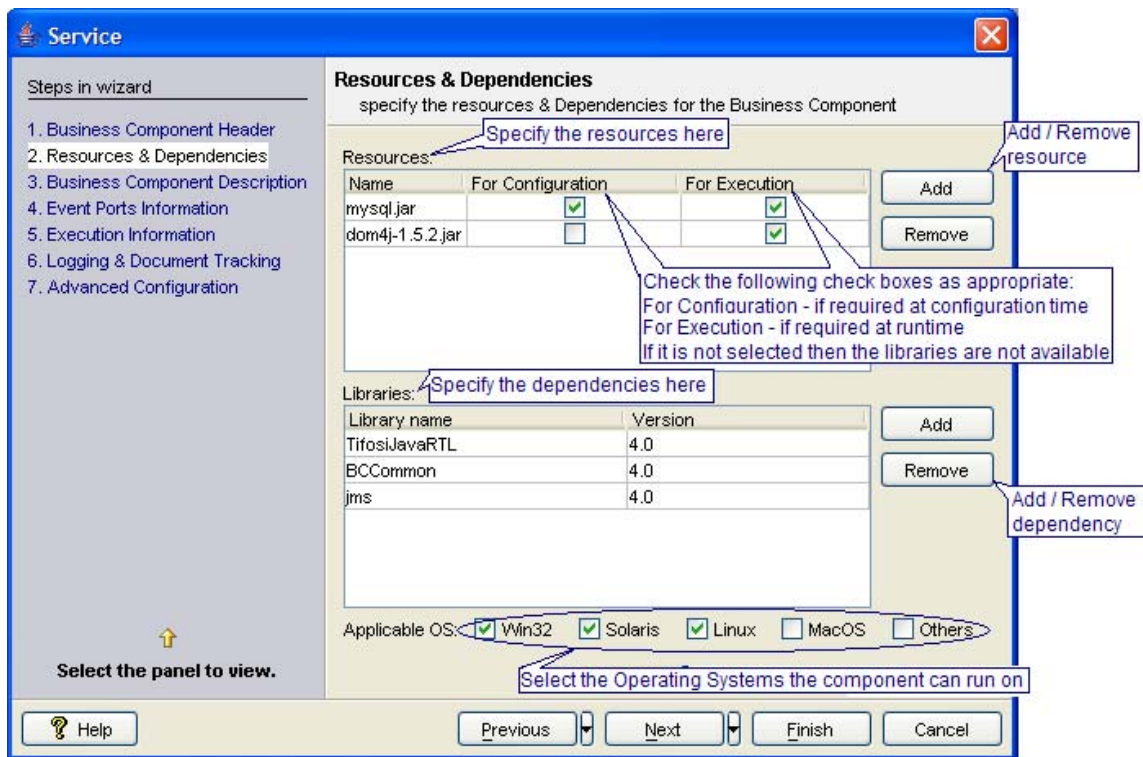 Service
Steps in wizard
1. Business Component Header
2. Resources & Dependencies
3. Business Component Description
4. Event Ports Information
5. Execution Information
6. Logging & Document Tracking
7. Advanced Configuration
Select the panel to view.
Resources & Dependencies
specify the resources & Dependencies for the Business Component
Specify the resources here
Add / Remove
resource
Resources:
Name For Configuration For Execution
mysql.jar
dom4j-1.5.2.jar
Add
Remove
Check the following check boxes as appropriate:
For Configuration - if required at configuration time
For Execution - if required at runtime
If it is not selected then the libraries are not available
Specify the dependencies here
Libraries:
Library name Version
TifosiJavaRTL 4.0
BCCommon 4.0
jms 4.0
Add
Remove
Add / Remove
dependency
Applicable OS: Win32 Solaris Linux MacOS Others
Select the Operating Systems the component can run on
Help Previous Next Finish Cancel